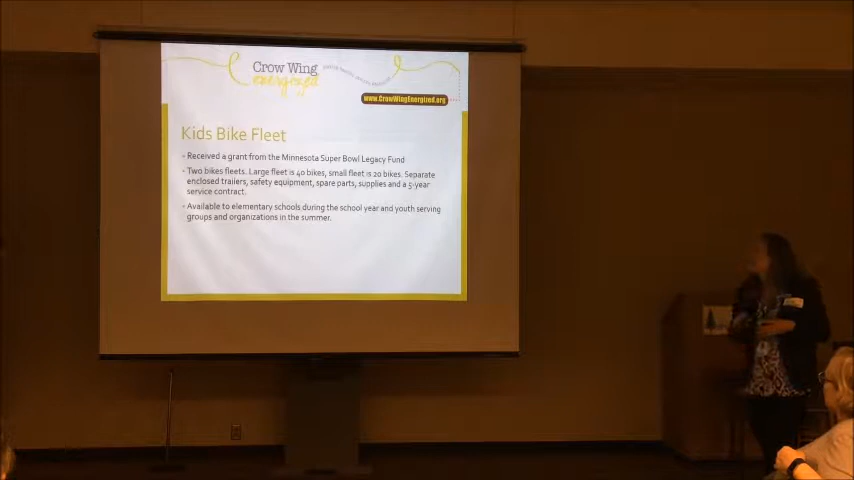 Crow Wing
energized
www.CrowWingEnergized.org
Kids Bike Fleet
- Received a grant from the Minnesota Super Bowl Legacy Fund
- Two bikes fleets. Large fleet is 40 bikes, small fleet is 20 bikes. Separate
enclosed trailers, safety equipment, spare parts, supplies and a 5-year
service contract.
- Available to elementary schools during the school year and youth serving
groups and organizations in the summer.